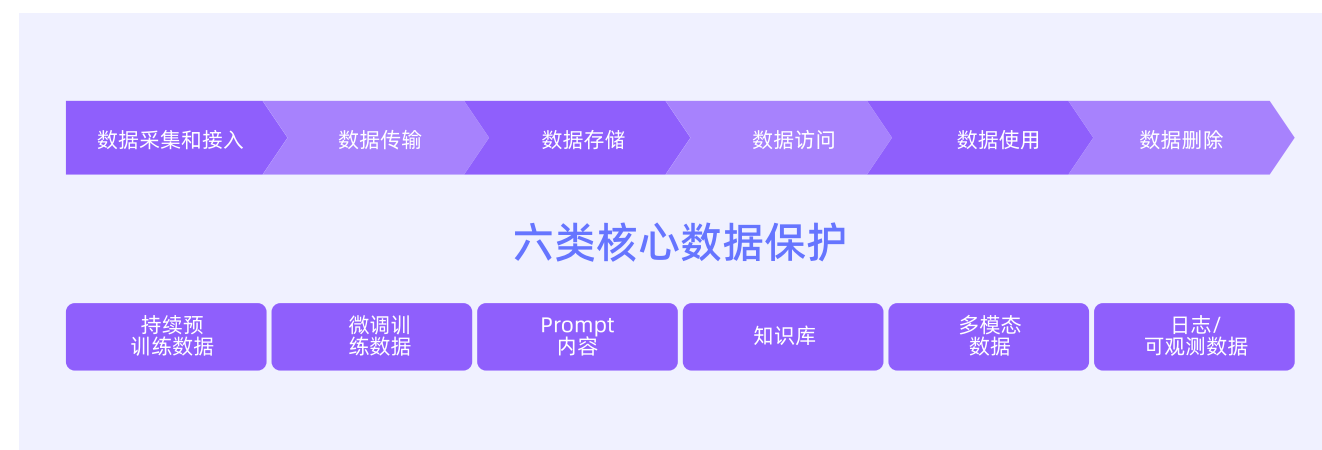 数据采集和接入
数据传输
数据存储
数据访问
数据使用
数据删除
六类核心数据保护
持续预
训练数据
微调训
练数据
Prompt
内容
知识库
多模态
数据
日志/
可观测数据